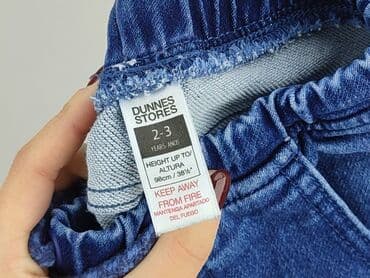 DUNNES
STORES
2-3
YEARS·ANOS
HEIGHT UP TO/
ALTURA
98cm / 38½"
KEEP AWAY
FROM FIRE
MANTENGA APARTADO
DEL FUEGO